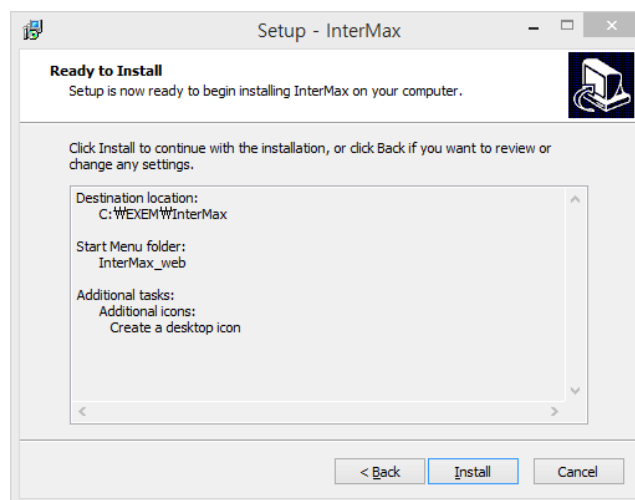 Setup - InterMax
Ready to Install
Setup is now ready to begin installing InterMax on your computer.
Click Install to continue with the installation, or click Back if you want to review or
change any settings.
Destination location:
C:₩EXEM₩InterMax
Start Menu folder:
InterMax_web
Additional tasks:
Additional icons:
Create a desktop icon
< Back
Install
Cancel